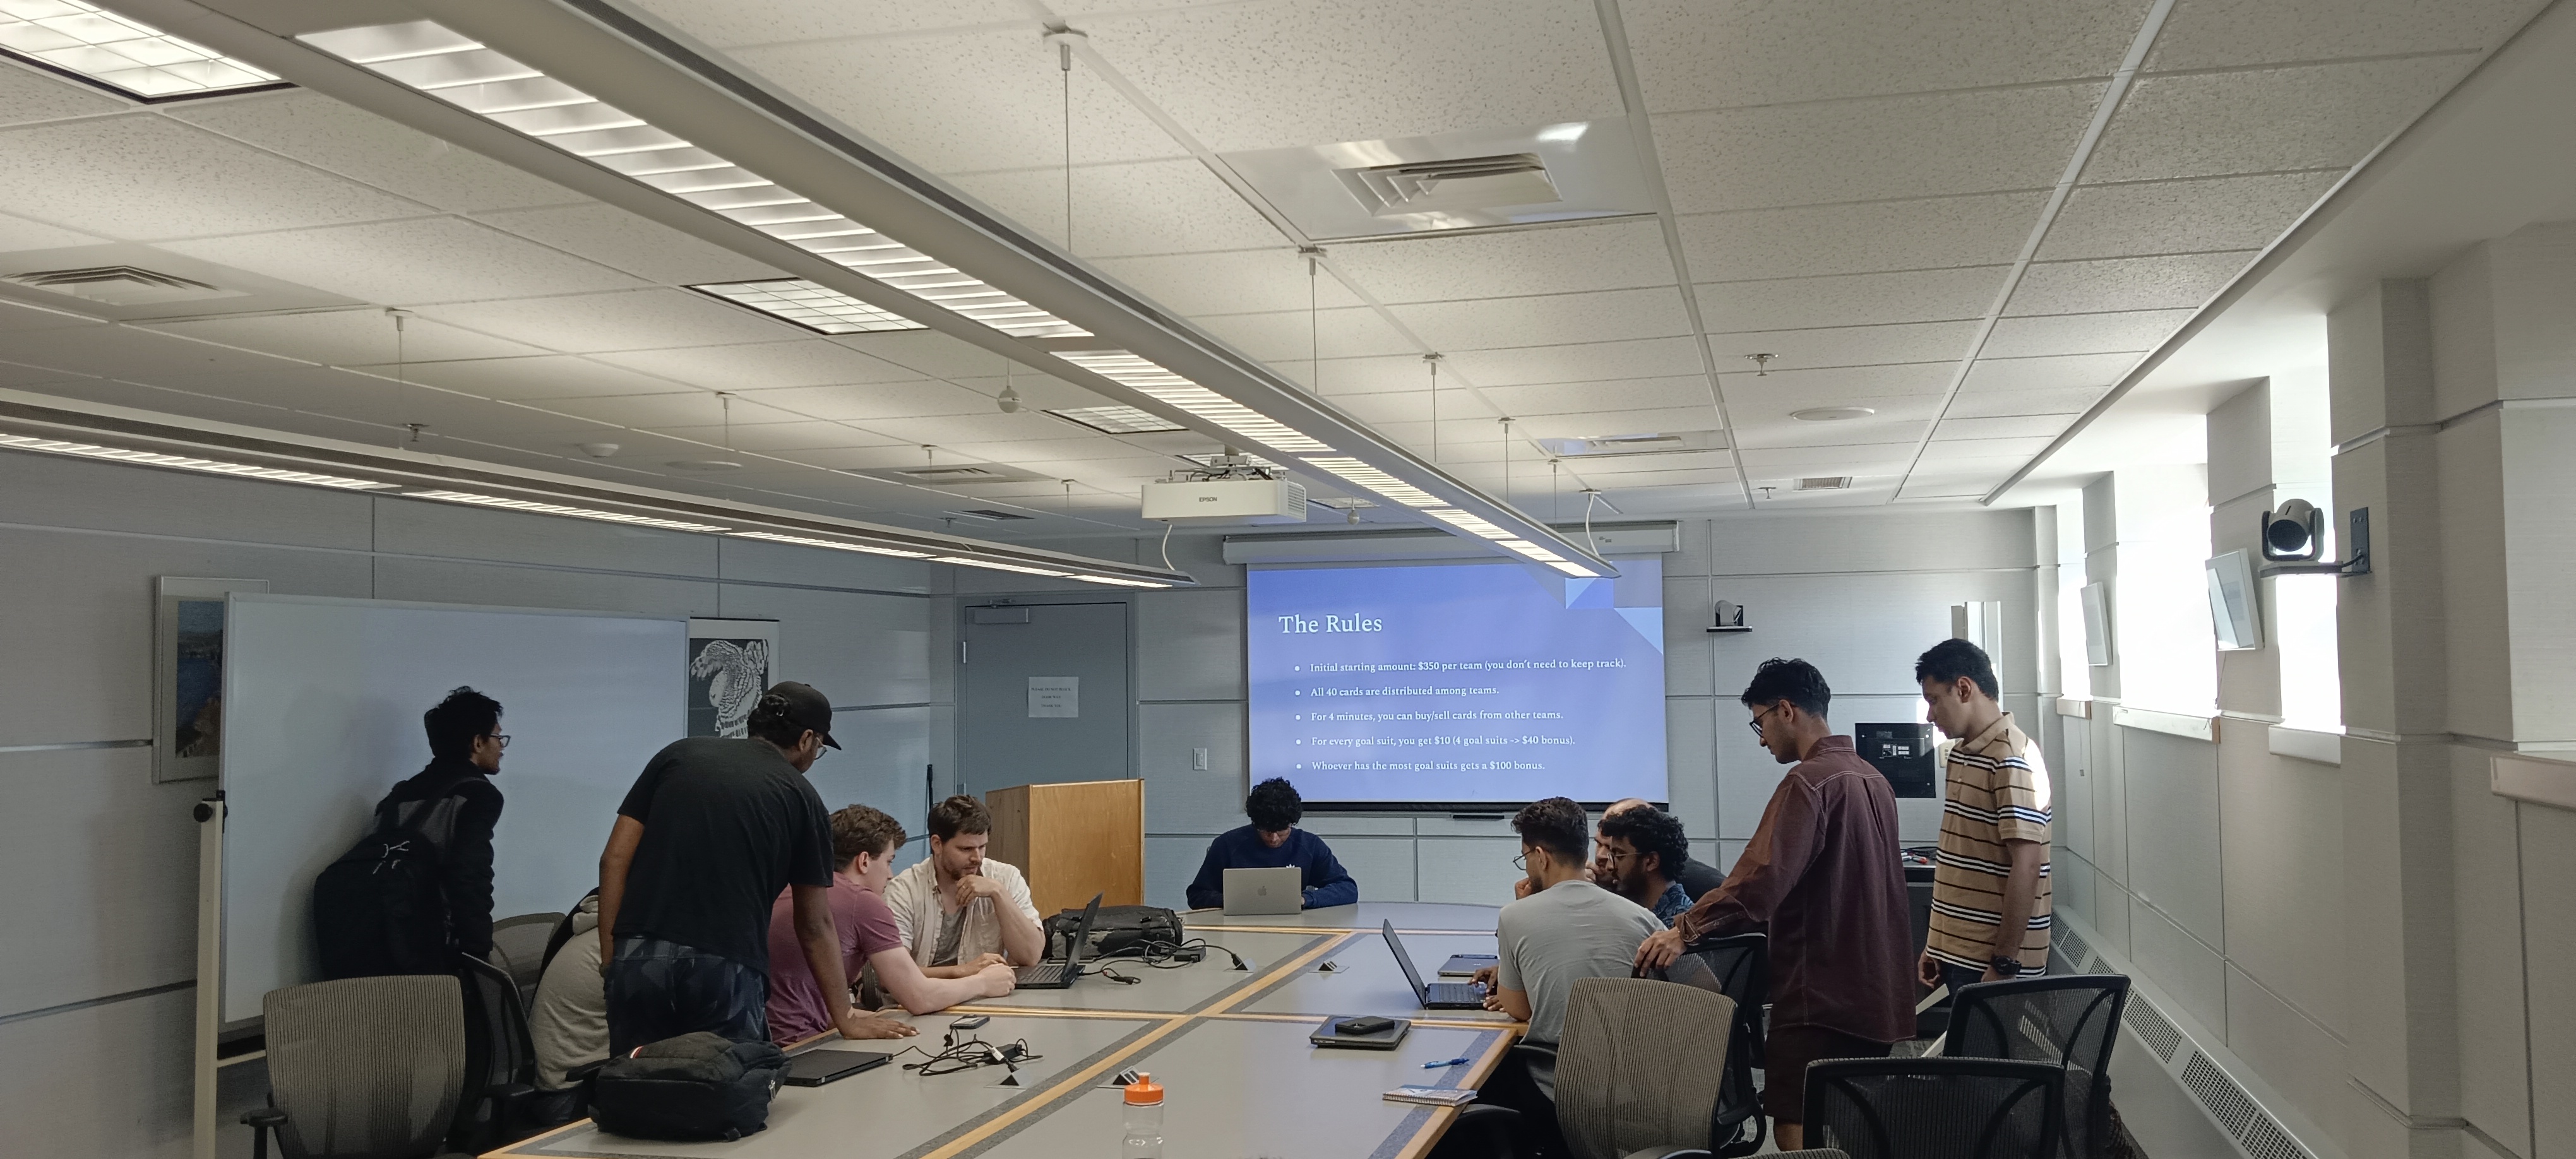 EPSON
The Rules
Initial starting amount: $350 per team (you don't need to keep track).
All 40 cards are distributed among teams.
For 4 minutes, you can buy/sell cards from other teams.
For every goal suit, you get $10 (4 goal suits -> $40 bonus).
Whoever has the most goal suits gets a $100 bonus.